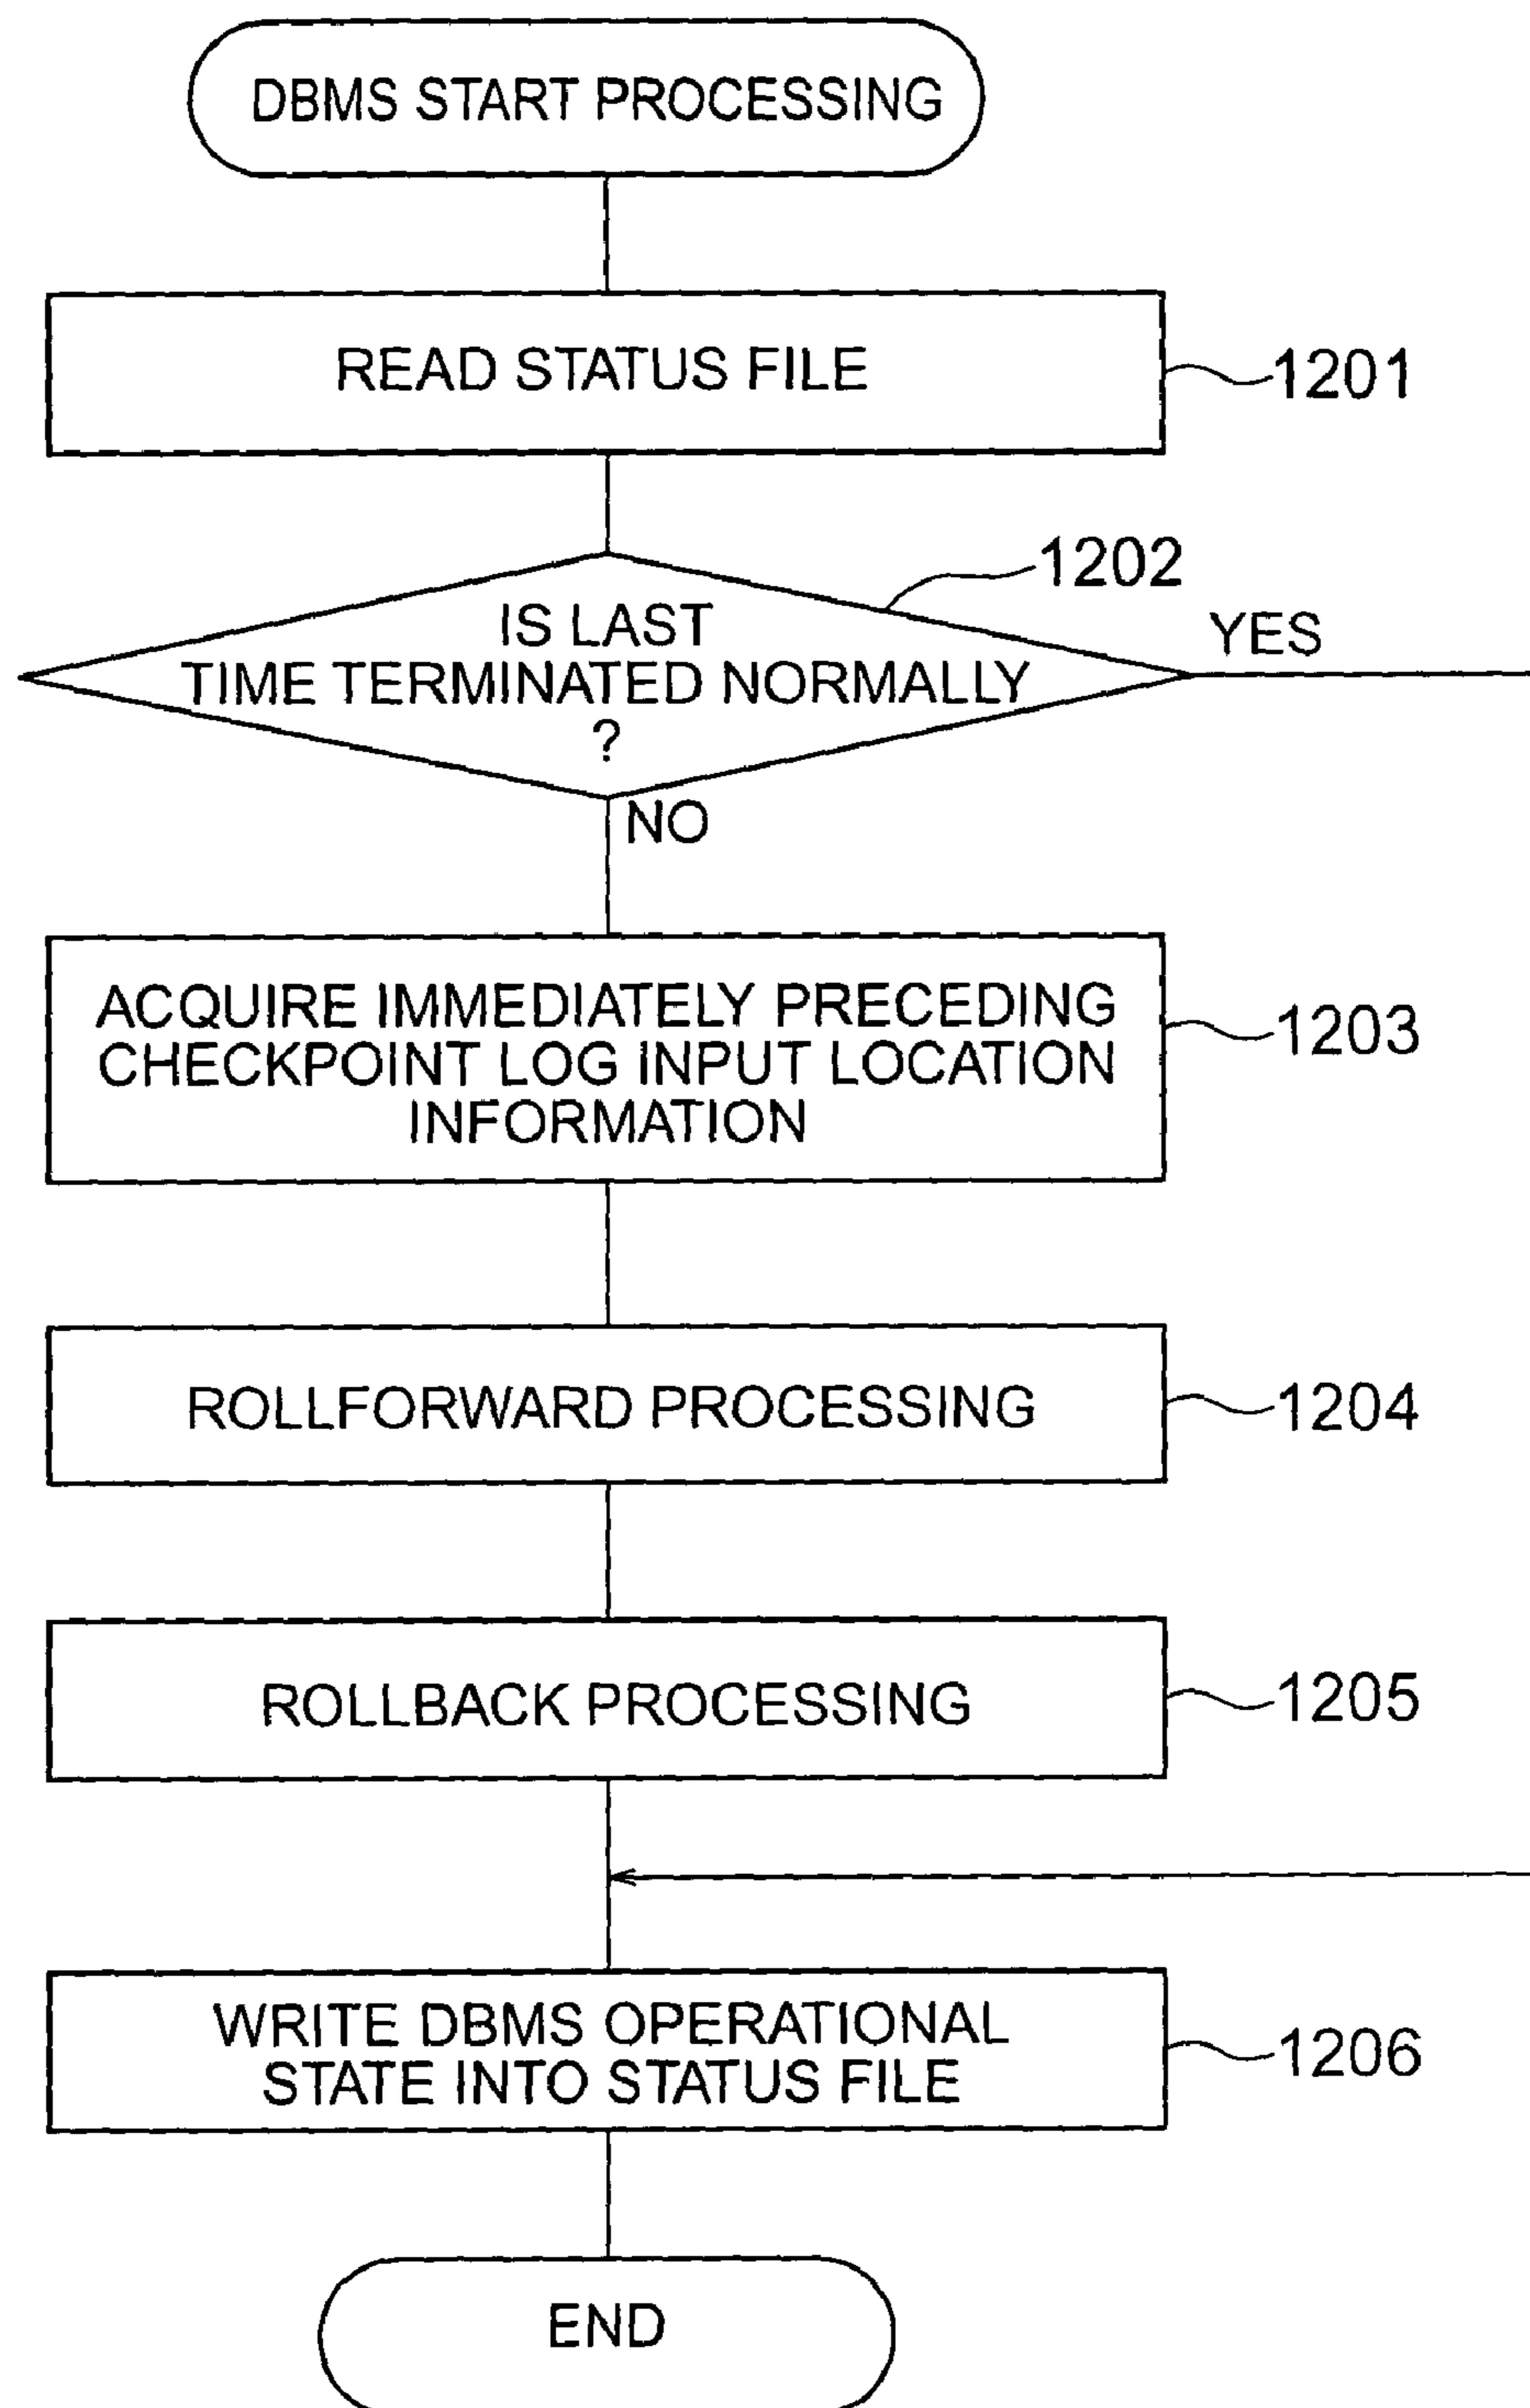 DBMS START PROCESSING
READ STATUS FILE
1201
1202
IS LAST
TIME TERMINATED NORMALLY
?
YES
NO
ACQUIRE IMMEDIATELY PRECEDING
CHECKPOINT LOG INPUT LOCATION
INFORMATION
1203
ROLLFORWARD PROCESSING
1204
ROLLBACK PROCESSING
1205
WRITE DBMS OPERATIONAL
STATE INTO STATUS FILE
1206
END